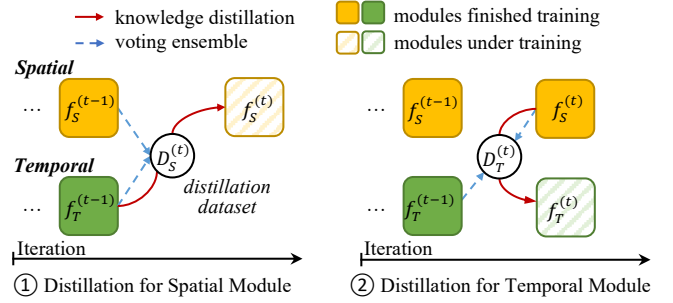 knowledge distillation
voting ensemble
modules finished training
modules under training
Spatial
... f_S^{(t−1)} f_S^{(t)}
D_S^{(t)}
Temporal
distillation
dataset
... f_T^{(t−1)}
Iteration
① Distillation for Spatial Module
... f_S^{(t−1)} f_S^{(t)}
D_T^{(t)}
... f_T^{(t−1)} f_T^{(t)}
Iteration
② Distillation for Temporal Module